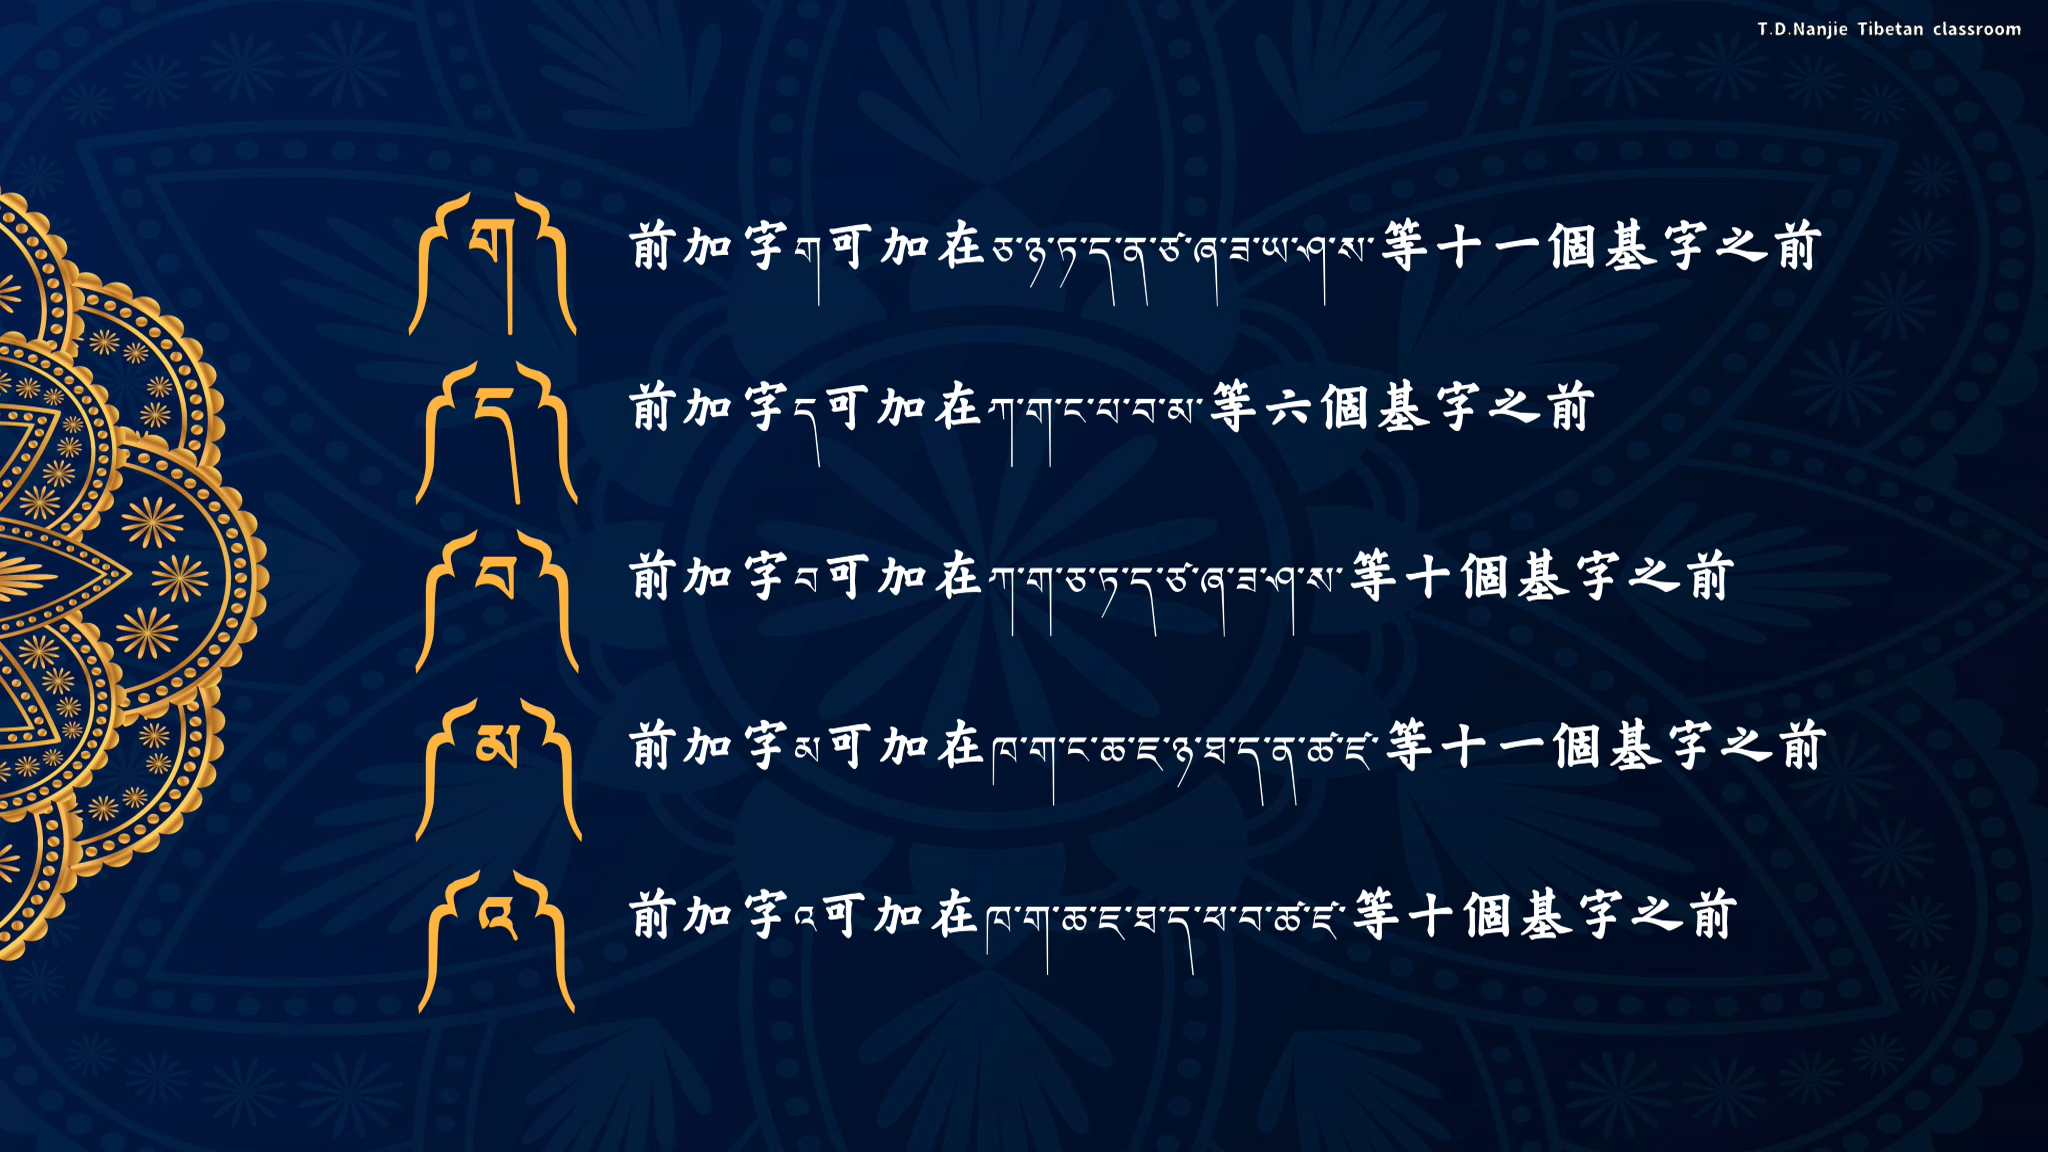 T.D.Nanjie Tibetan classroom
༼ག༽ 前加字ག可加在ཅ་ཉ་ཏ་ད་ན་ཙ་ཞ་ཟ་ཡ་ཤ་ས་等十一個基字之前
༼ད༽ 前加字ད可加在ཀ་ག་ང་པ་བ་མ་等六個基字之前
༼བ༽ 前加字བ可加在ཀ་ག་ཅ་ཏ་ད་ཙ་ཞ་ཟ་ཤ་ས་等十個基字之前
༼མ༽ 前加字མ可加在ཁ་ག་ང་ཆ་ཇ་ཉ་ཐ་ད་ན་ཚ་ཛ་等十一個基字之前
༼འ༽ 前加字འ可加在ཁ་ག་ཆ་ཇ་ཐ་ད་ཕ་བ་ཚ་ཛ་等十個基字之前